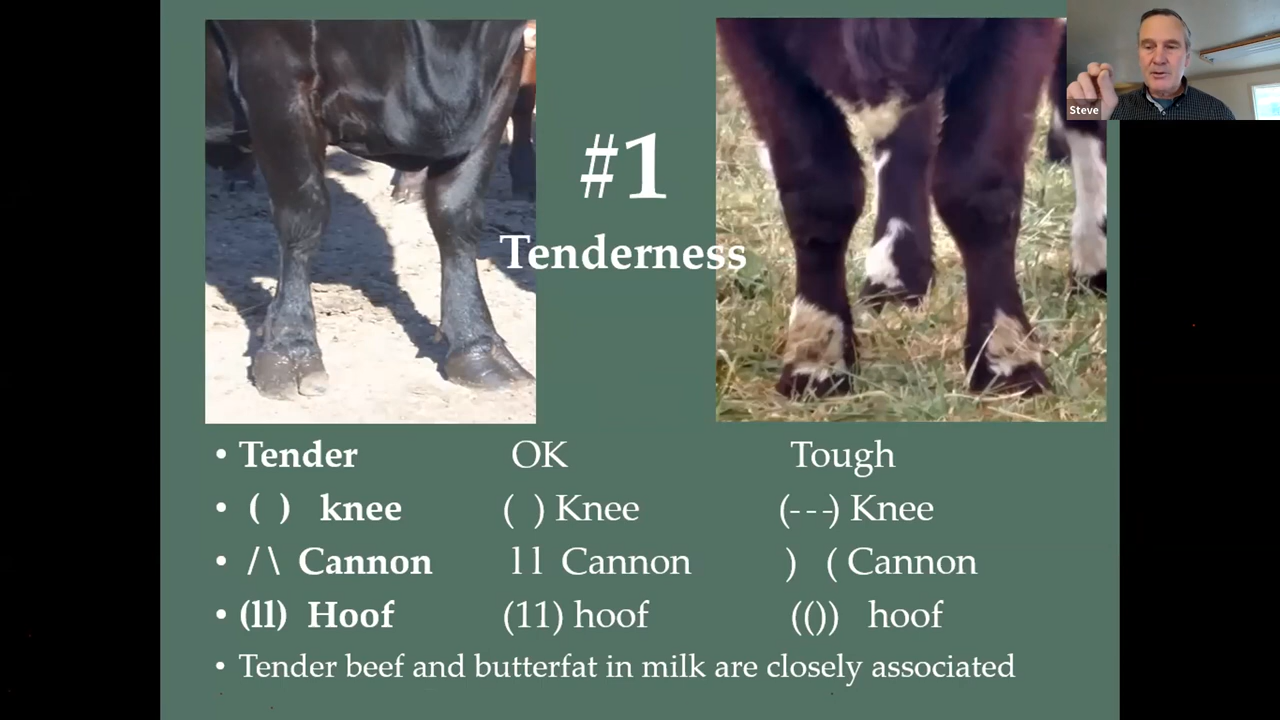 Steve
#1
Tenderness
• Tender OK Tough
• ( ) knee ( ) Knee (---) Knee
• /\ Cannon ll Cannon ) ( Cannon
• (ll) Hoof (11) hoof (()) hoof
• Tender beef and butterfat in milk are closely associated